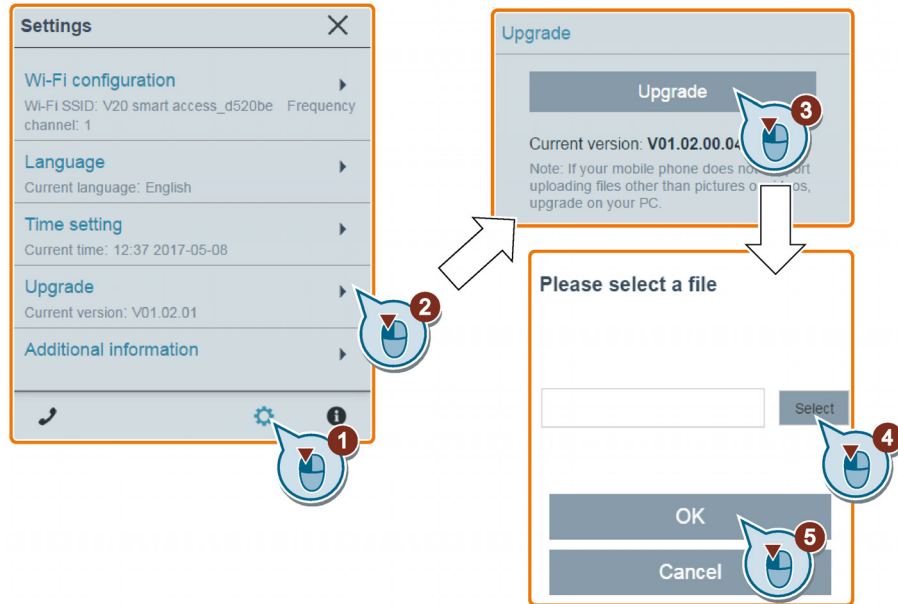 Settings
Wi-Fi configuration
Wi-Fi SSID: V20 smart access_d520be Frequency
channel: 1
Language
Current language: English
Time setting
Current time: 12:37 2017-05-08
Upgrade
Current version: V01.02.01
Additional information
1
2
Upgrade
Upgrade
3
Current version: V01.02.00.04
Note: If your mobile phone does
uploading files other than pictures
upgrade on your PC.
Please select a file
Select
4
OK
5
Cancel